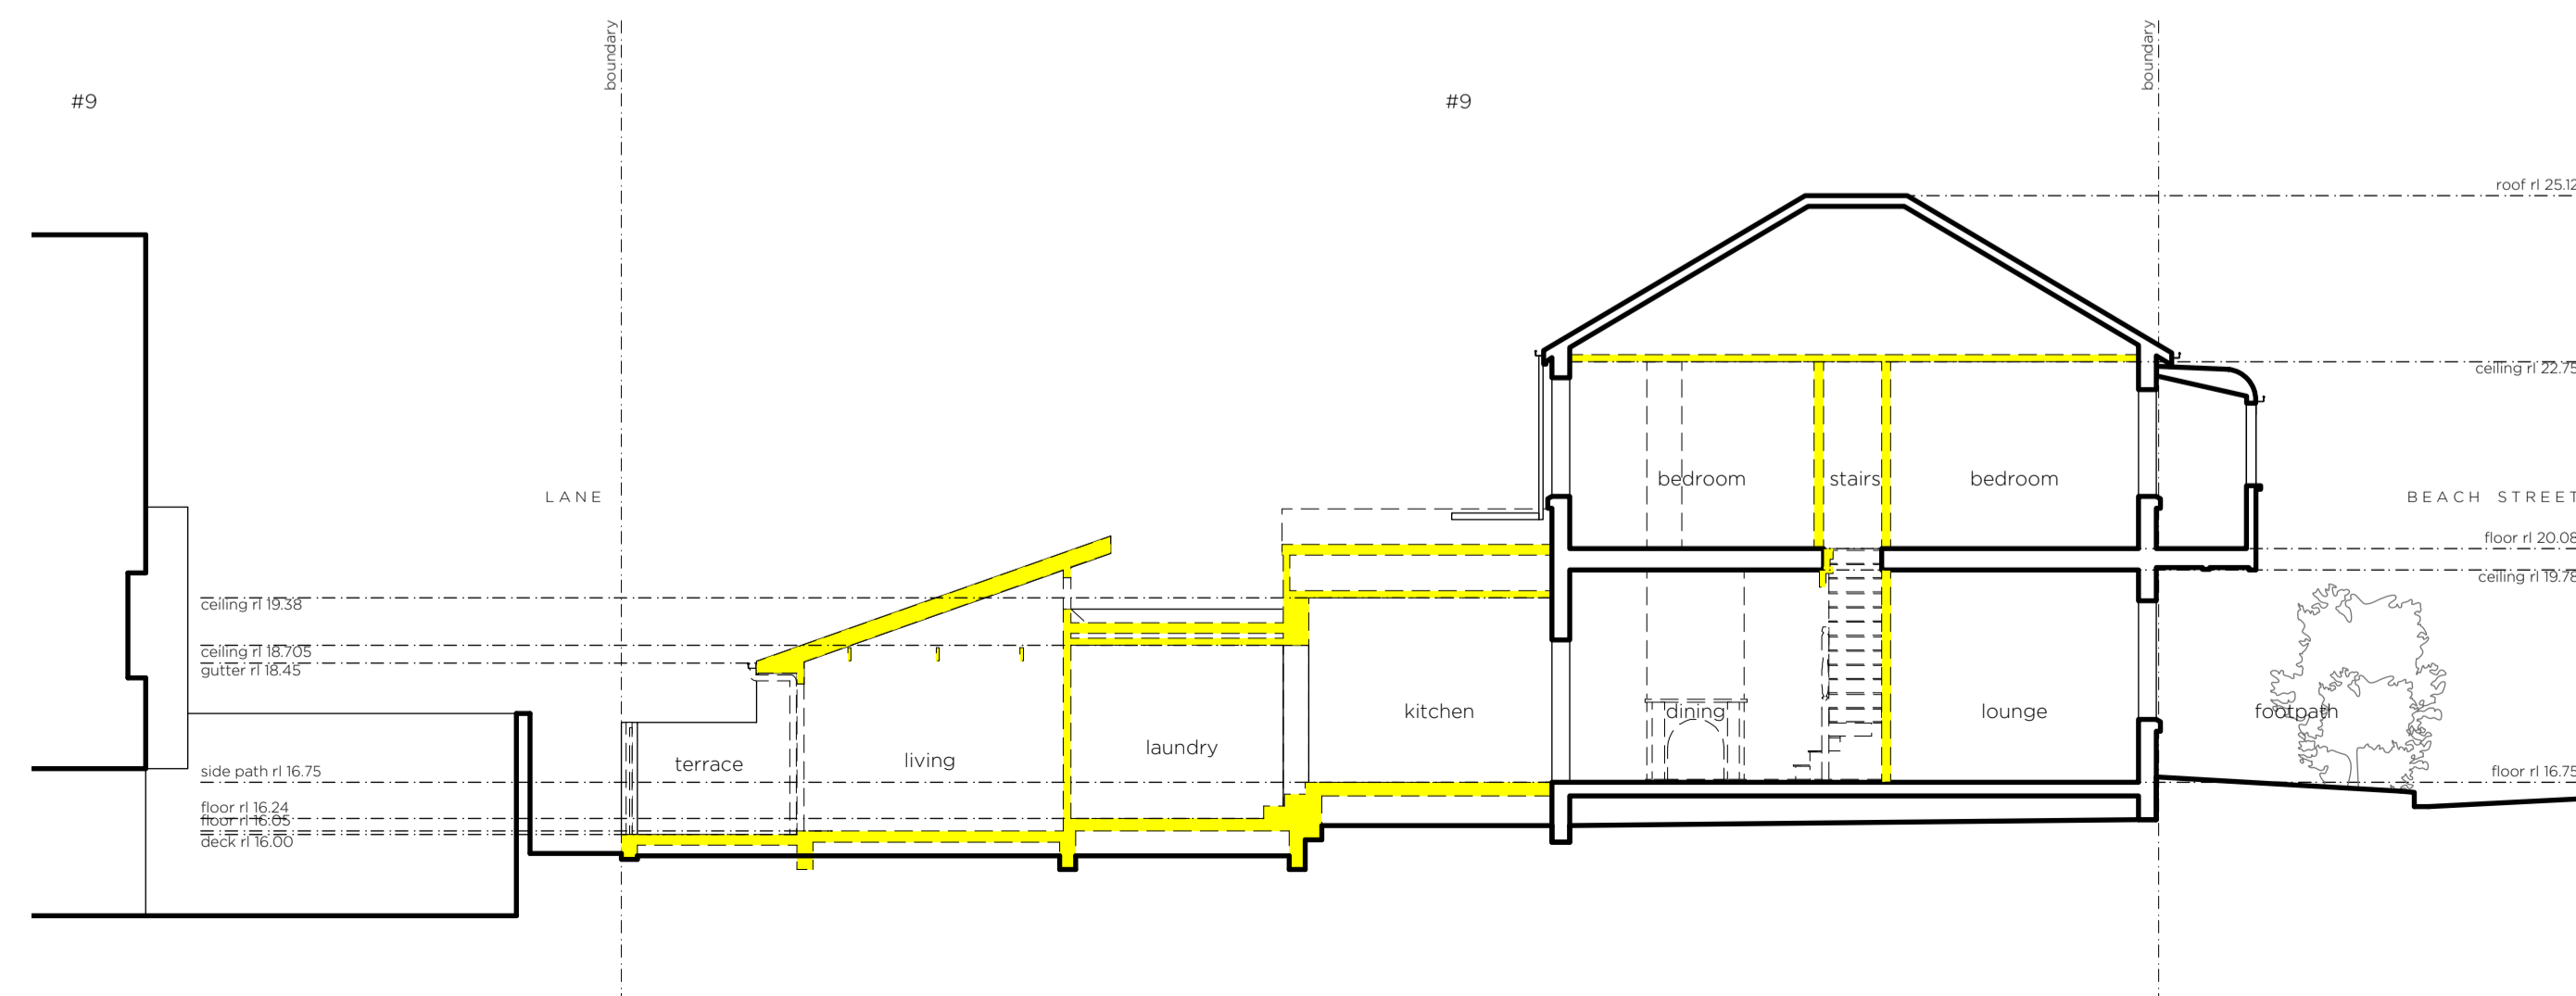 boundary
boundary
#9
#9
roof rl 25.12
ceiling rl 22.75
bedroom
stairs
bedroom
LANE
BEACH STREET
floor rl 20.08
ceiling rl 19.78
ceiling rl 19.38
ceiling rl 18.705
gutter rl 18.45
kitchen
dining
lounge
footpath
laundry
living
terrace
side path rl 16.75
floor rl 16.75
floor rl 16.24
floor rl 16.05
deck rl 16.00